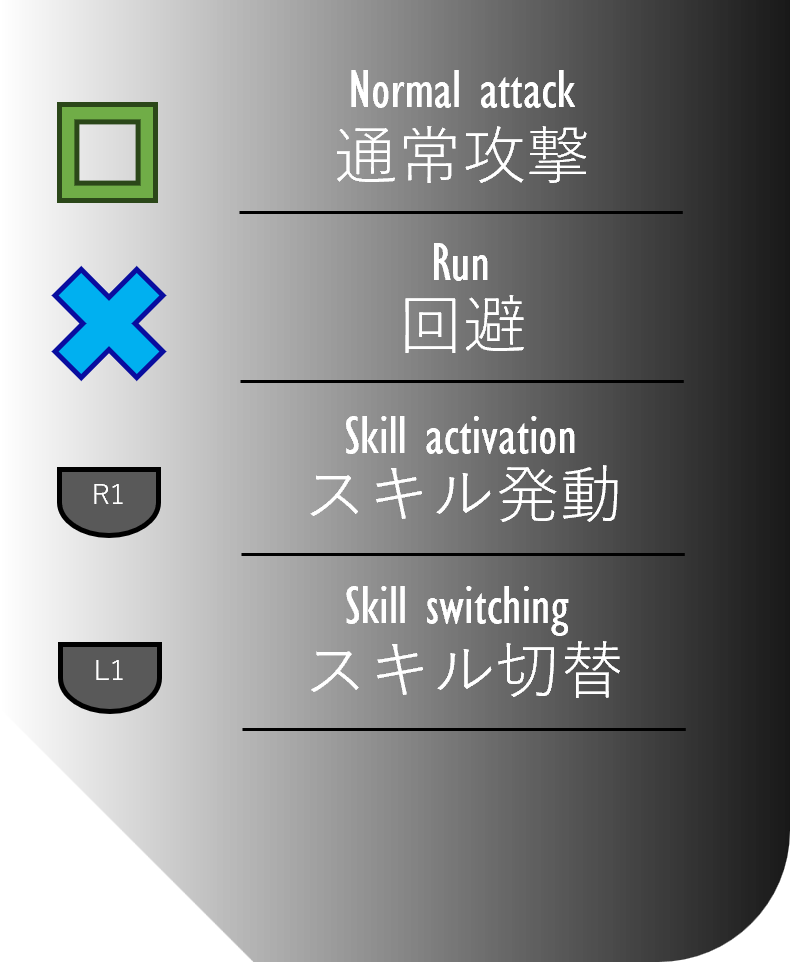 Normal attack
通常攻撃
Run
回避
R1
Skill activation
スキル発動
L1
Skill switching
スキル切替